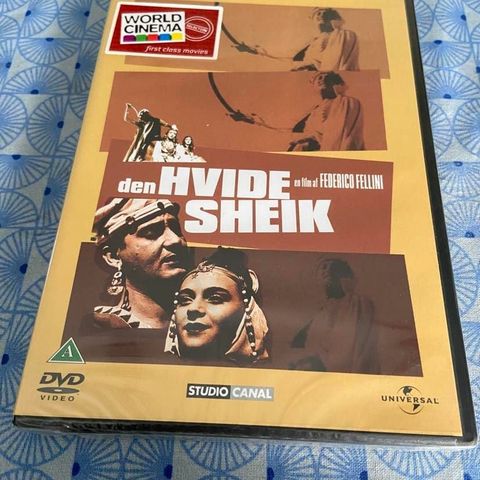 WORLD
CINEMA
first class movies
den HVIDE
SHEIK
en film af FEDERICO FELLINI
A
DVD
VIDEO
STUDIO CANAL
UNIVERSAL